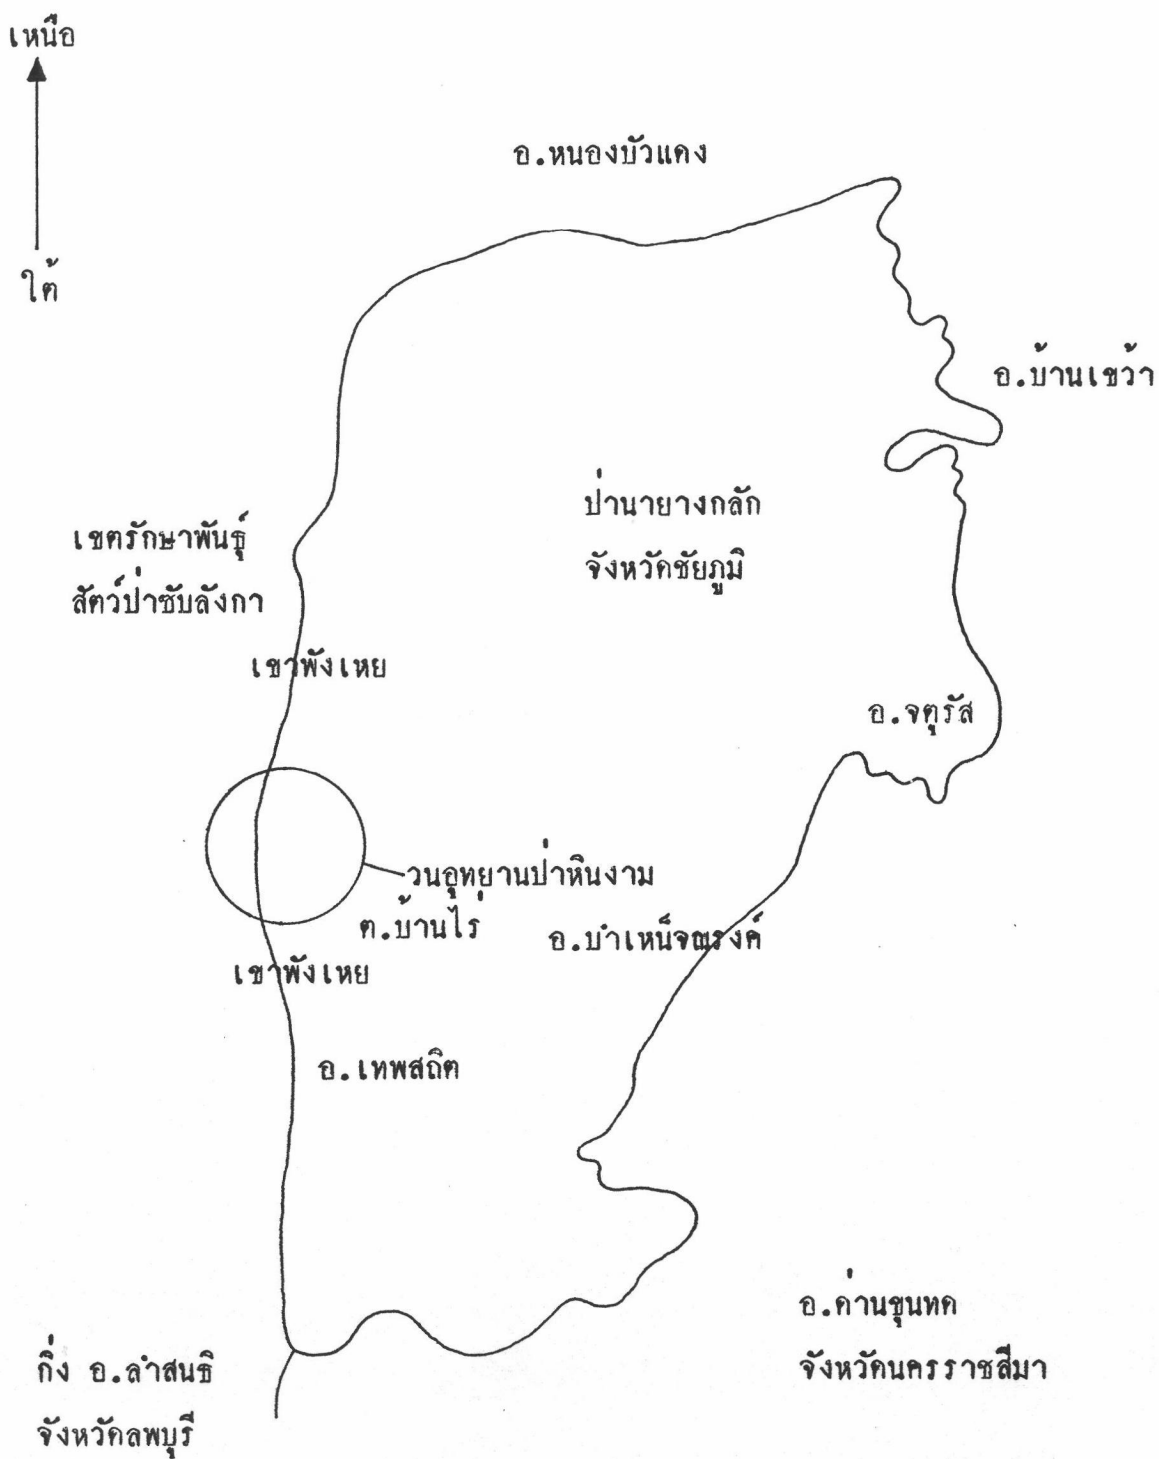 เหนือ
ใต้
อ.หนองบัวแดง
อ.บ้านเขว้า
ป่านายางกลัก
จังหวัดชัยภูมิ
เขตรักษาพันธุ์
สัตว์ป่าซับลังกา
เขาพังเหย
อ.จตุรัส
วนอุทยานป่าหินงาม
ต.บ้านไร่
อ.บำเหน็จณรงค์
เขาพังเหย
อ.เทพสถิต
อ.ด่านขุนทด
จังหวัดนครราชสีมา
กิ่ง อ.ลำสนธิ
จังหวัดลพบุรี